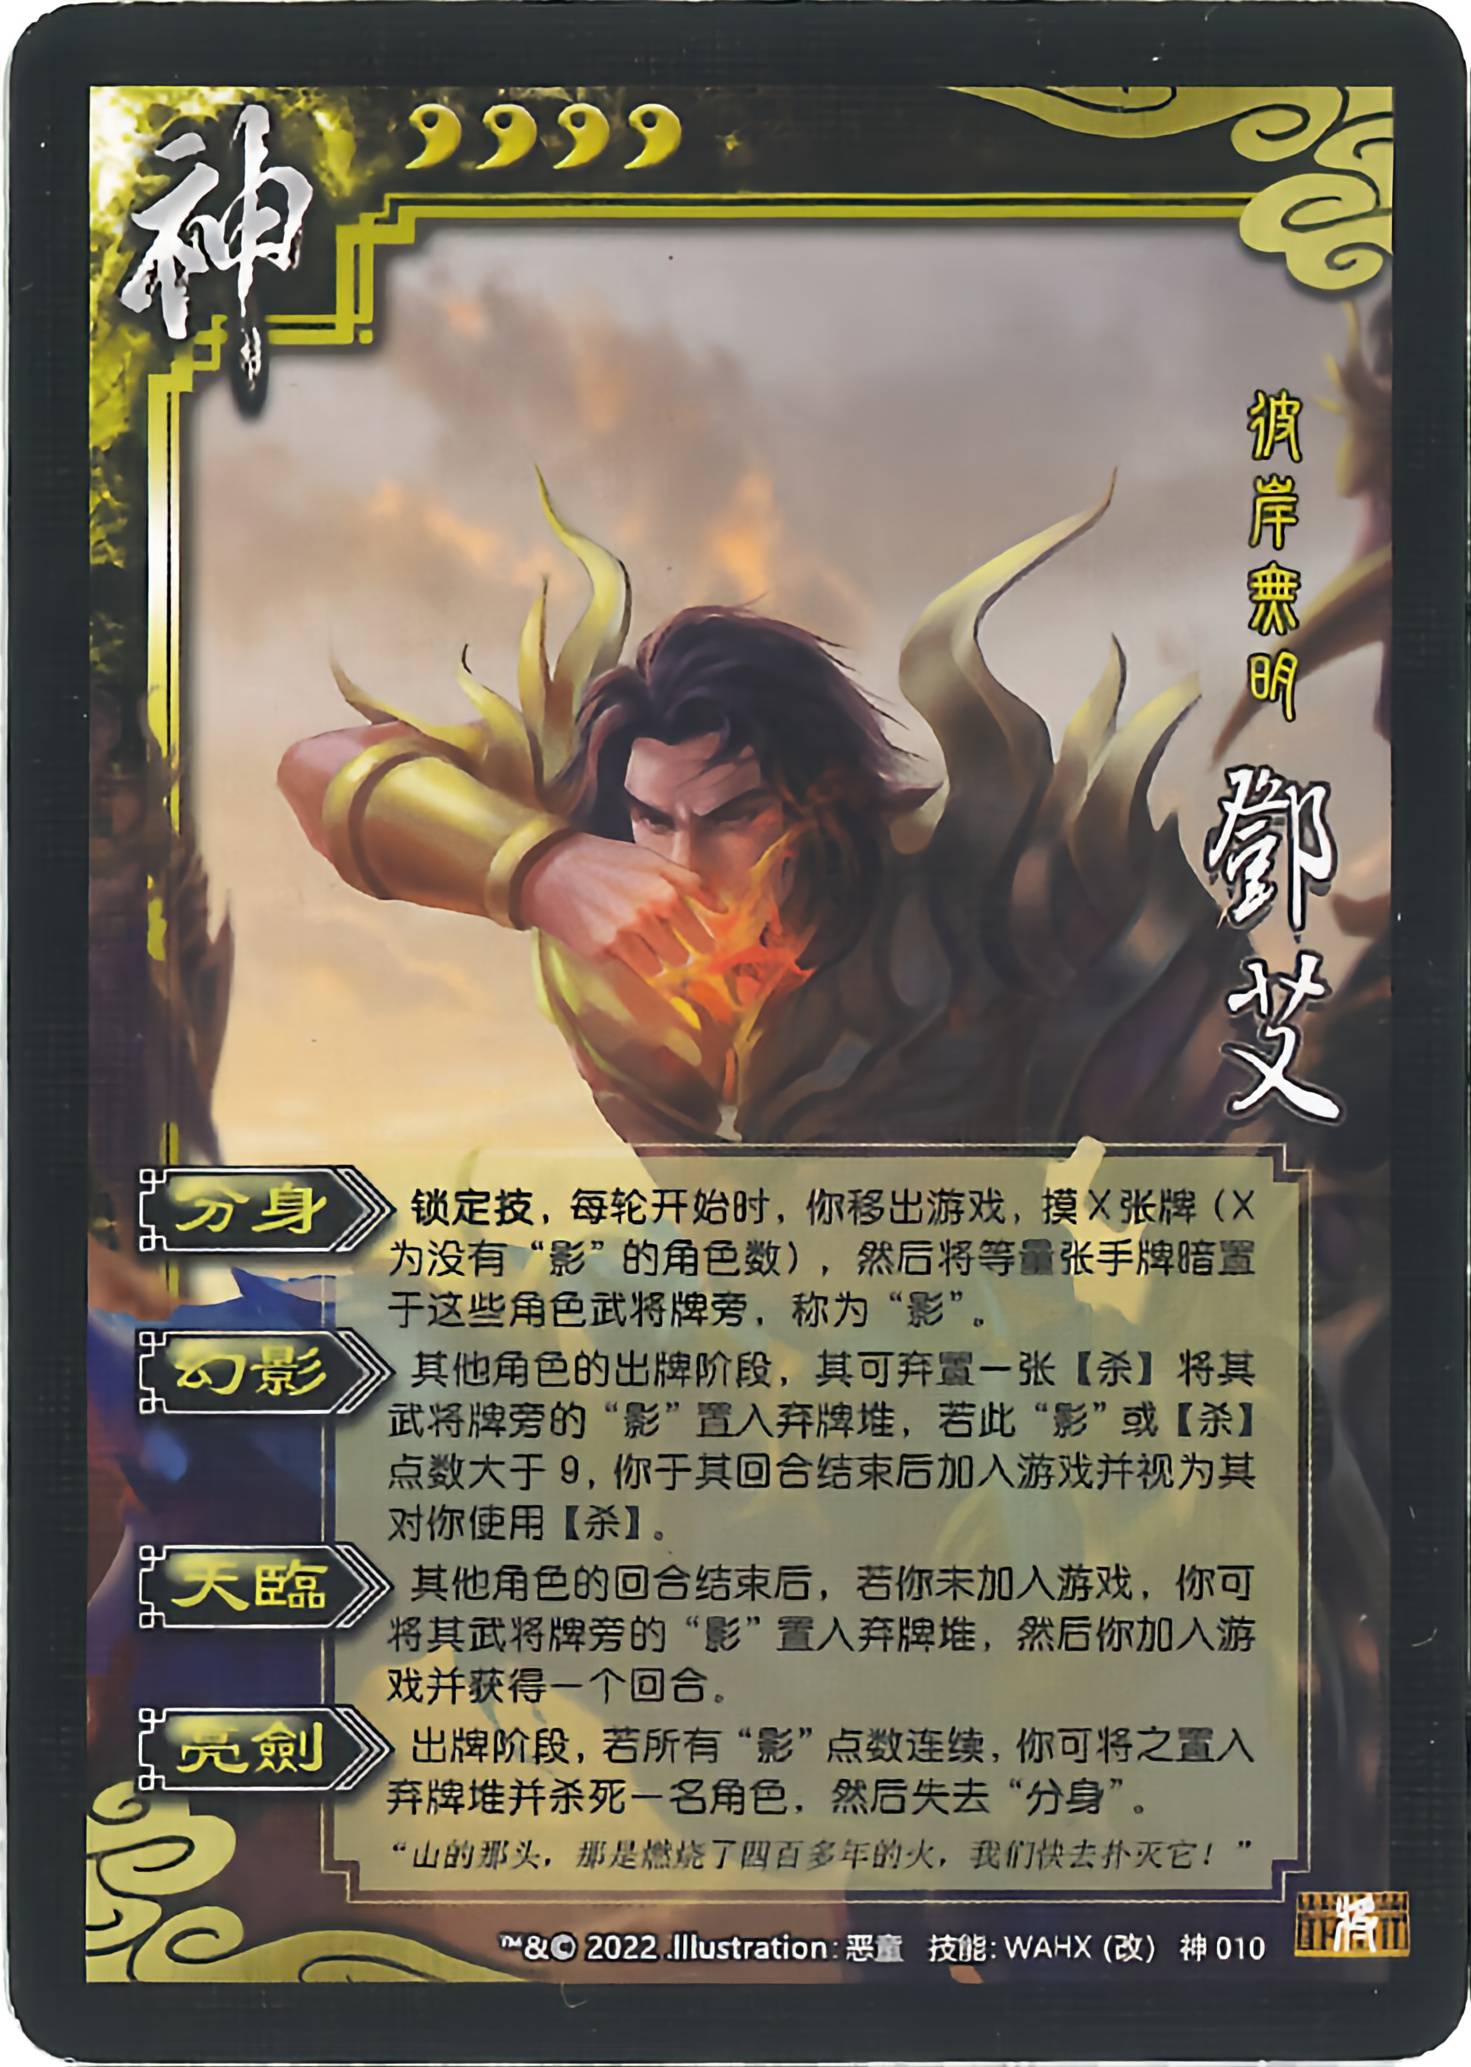 神
彼岸無明
鄧艾
分身
锁定技，每轮开始时，你移出游戏，摸X张牌（X
为没有“影”的角色数），然后将等量张手牌暗置
于这些角色武将牌旁，称为“影”。
幻影
其他角色的出牌阶段，其可弃置一张【杀】将其
武将牌旁的“影”置入弃牌堆，若此“影”或【杀】
点数大于9，你于其回合结束后加入游戏并视为其
对你使用【杀】。
天臨
其他角色的回合结束后，若你未加入游戏，你可
将其武将牌旁的“影”置入弃牌堆，然后你加入游
戏并获得一个回合。
亮劍
出牌阶段，若所有“影”点数连续，你可将之置入
弃牌堆并杀死一名角色，然后失去“分身”。
“山的那头，那是燃烧了四百多年的火，我们快去扑灭它！”
™&© 2022 .Illustration: 恶童 技能: WAHX (改) 神 010
将